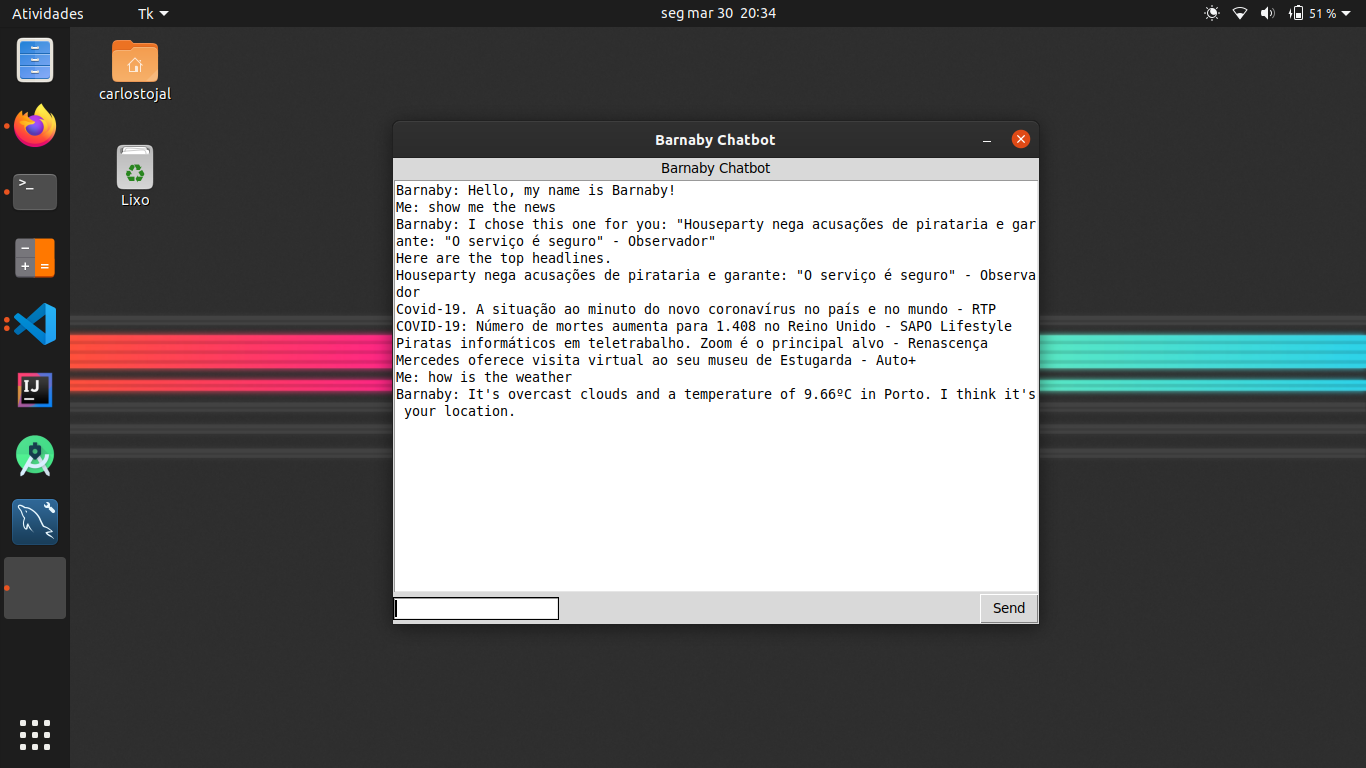 Atividades
Tk
seg mar 30 20:34
51 %
carlostojal
Lixo
>_
IJ
Barnaby Chatbot
Barnaby Chatbot
Barnaby: Hello, my name is Barnaby!
Me: show me the news
Barnaby: I chose this one for you: "Houseparty nega acusações de pirataria e gar
ante: "O serviço é seguro" - Observador"
Here are the top headlines.
Houseparty nega acusações de pirataria e garante: "O serviço é seguro" - Observa
dor
Covid-19. A situação ao minuto do novo coronavírus no país e no mundo - RTP
COVID-19: Número de mortes aumenta para 1.408 no Reino Unido - SAPO Lifestyle
Piratas informáticos em teletrabalho. Zoom é o principal alvo - Renascença
Mercedes oferece visita virtual ao seu museu de Estugarda - Auto+
Me: how is the weather
Barnaby: It's overcast clouds and a temperature of 9.66ºC in Porto. I think it's
your location.
Send